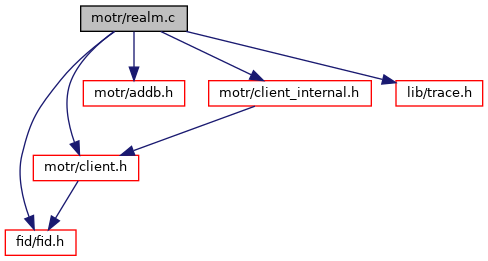 motr/realm.c
motr/addb.h
motr/client_internal.h
lib/trace.h
motr/client.h
fid/fid.h